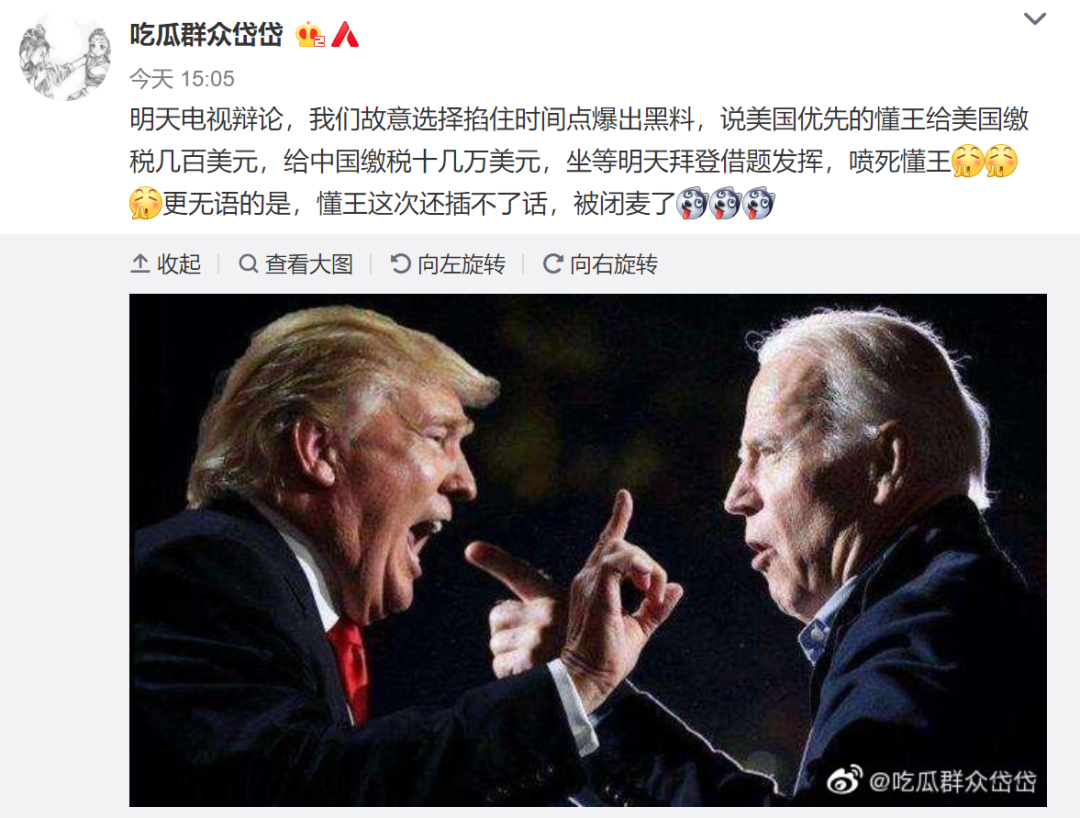 吃瓜群众岱岱
今天 15:05
明天电视辩论，我们故意选择掐住时间点爆出黑料，说美国优先的懂王给美国缴
税几百美元，给中国缴税十几万美元，坐等明天拜登借题发挥，喷死懂王
更无语的是，懂王这次还插不了话，被闭麦了
收起 查看大图 向左旋转 向右旋转
@吃瓜群众岱岱